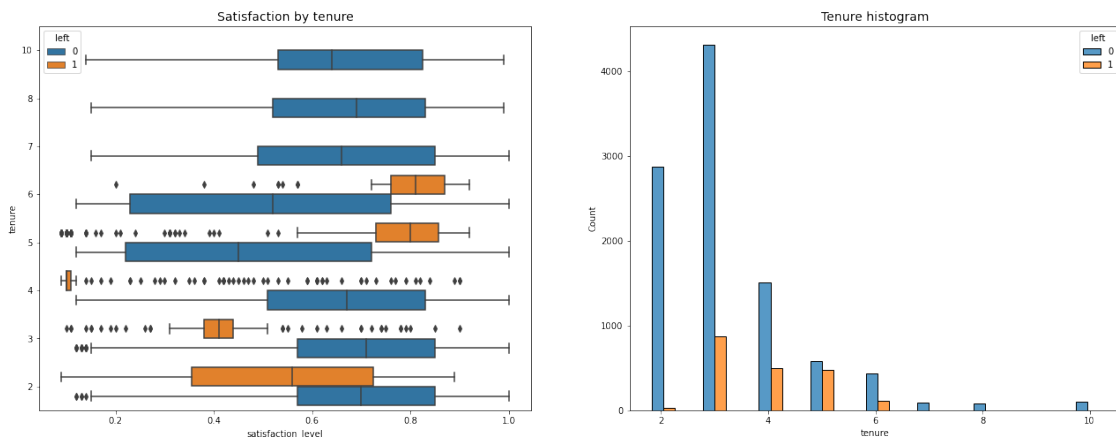 Satisfaction by tenure
left
0
1
tenure
10
8
7
6
5
4
3
2
0.2 0.4 0.6 0.8 1.0
satisfaction_level
Tenure histogram
left
0
1
Count
4000
3000
2000
1000
0
2 4 6 8 10
tenure